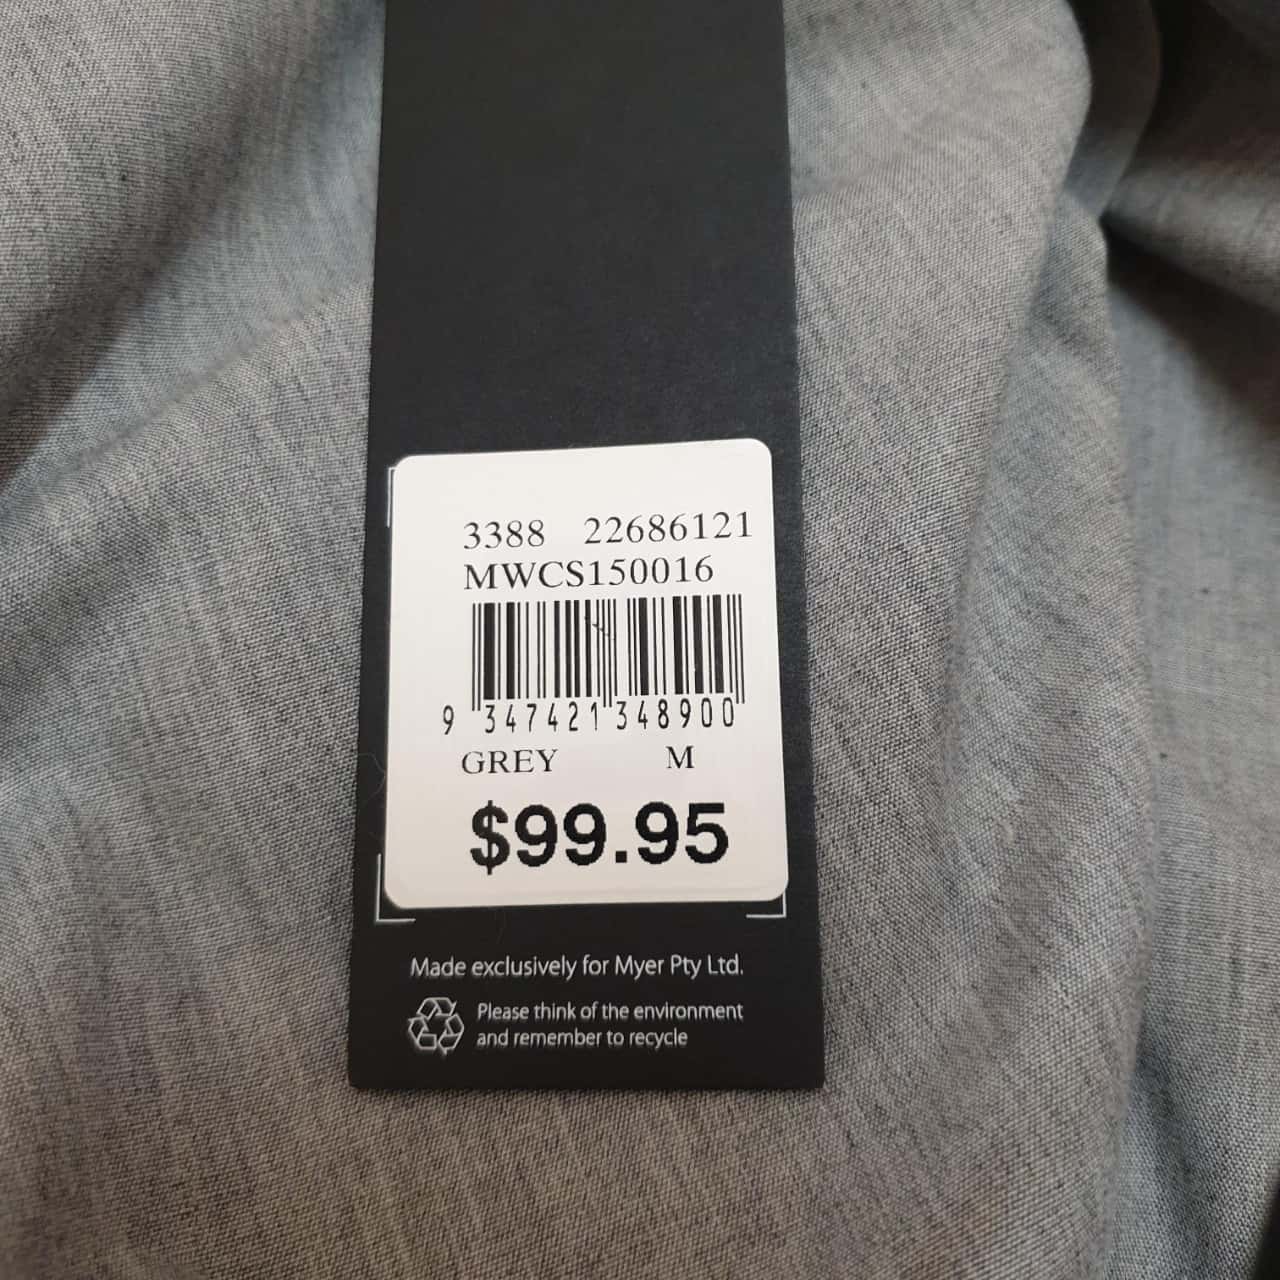 3388 22686121
MWCS150016
9 347421 348900
GREY M
$99.95
Made exclusively for Myer Pty Ltd.
Please think of the environment
and remember to recycle